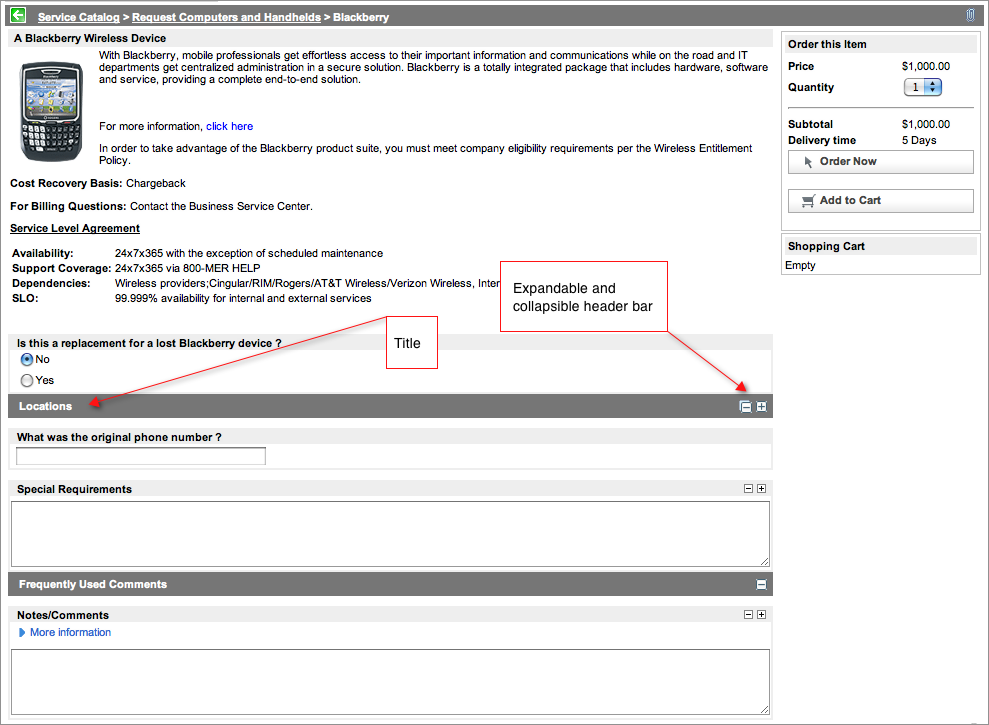 Service Catalog > Request Computers and Handhelds > Blackberry
A Blackberry Wireless Device
With Blackberry, mobile professionals get effortless access to their important information and communications while on the road and IT
departments get centralized administration in a secure solution. Blackberry is a totally integrated package that includes hardware, software
and service, providing a complete end-to-end solution.
For more information, click here
In order to take advantage of the Blackberry product suite, you must meet company eligibility requirements per the Wireless Entitlement
Policy.
Cost Recovery Basis: Chargeback
For Billing Questions: Contact the Business Service Center.
Service Level Agreement
Availability: 24x7x365 with the exception of scheduled maintenance
Support Coverage: 24x7x365 via 800-MER HELP
Dependencies: Wireless providers;Cingular/RIM/Rogers/AT&T Wireless/Verizon Wireless, Inter
SLO: 99.999% availability for internal and external services
Expandable and
collapsible header bar
Title
Is this a replacement for a lost Blackberry device ?
No
Yes
Locations
What was the original phone number ?
Special Requirements
Frequently Used Comments
Notes/Comments
More information
Order this Item
Price $1,000.00
Quantity 1
Subtotal $1,000.00
Delivery time 5 Days
Order Now
Add to Cart
Shopping Cart
Empty